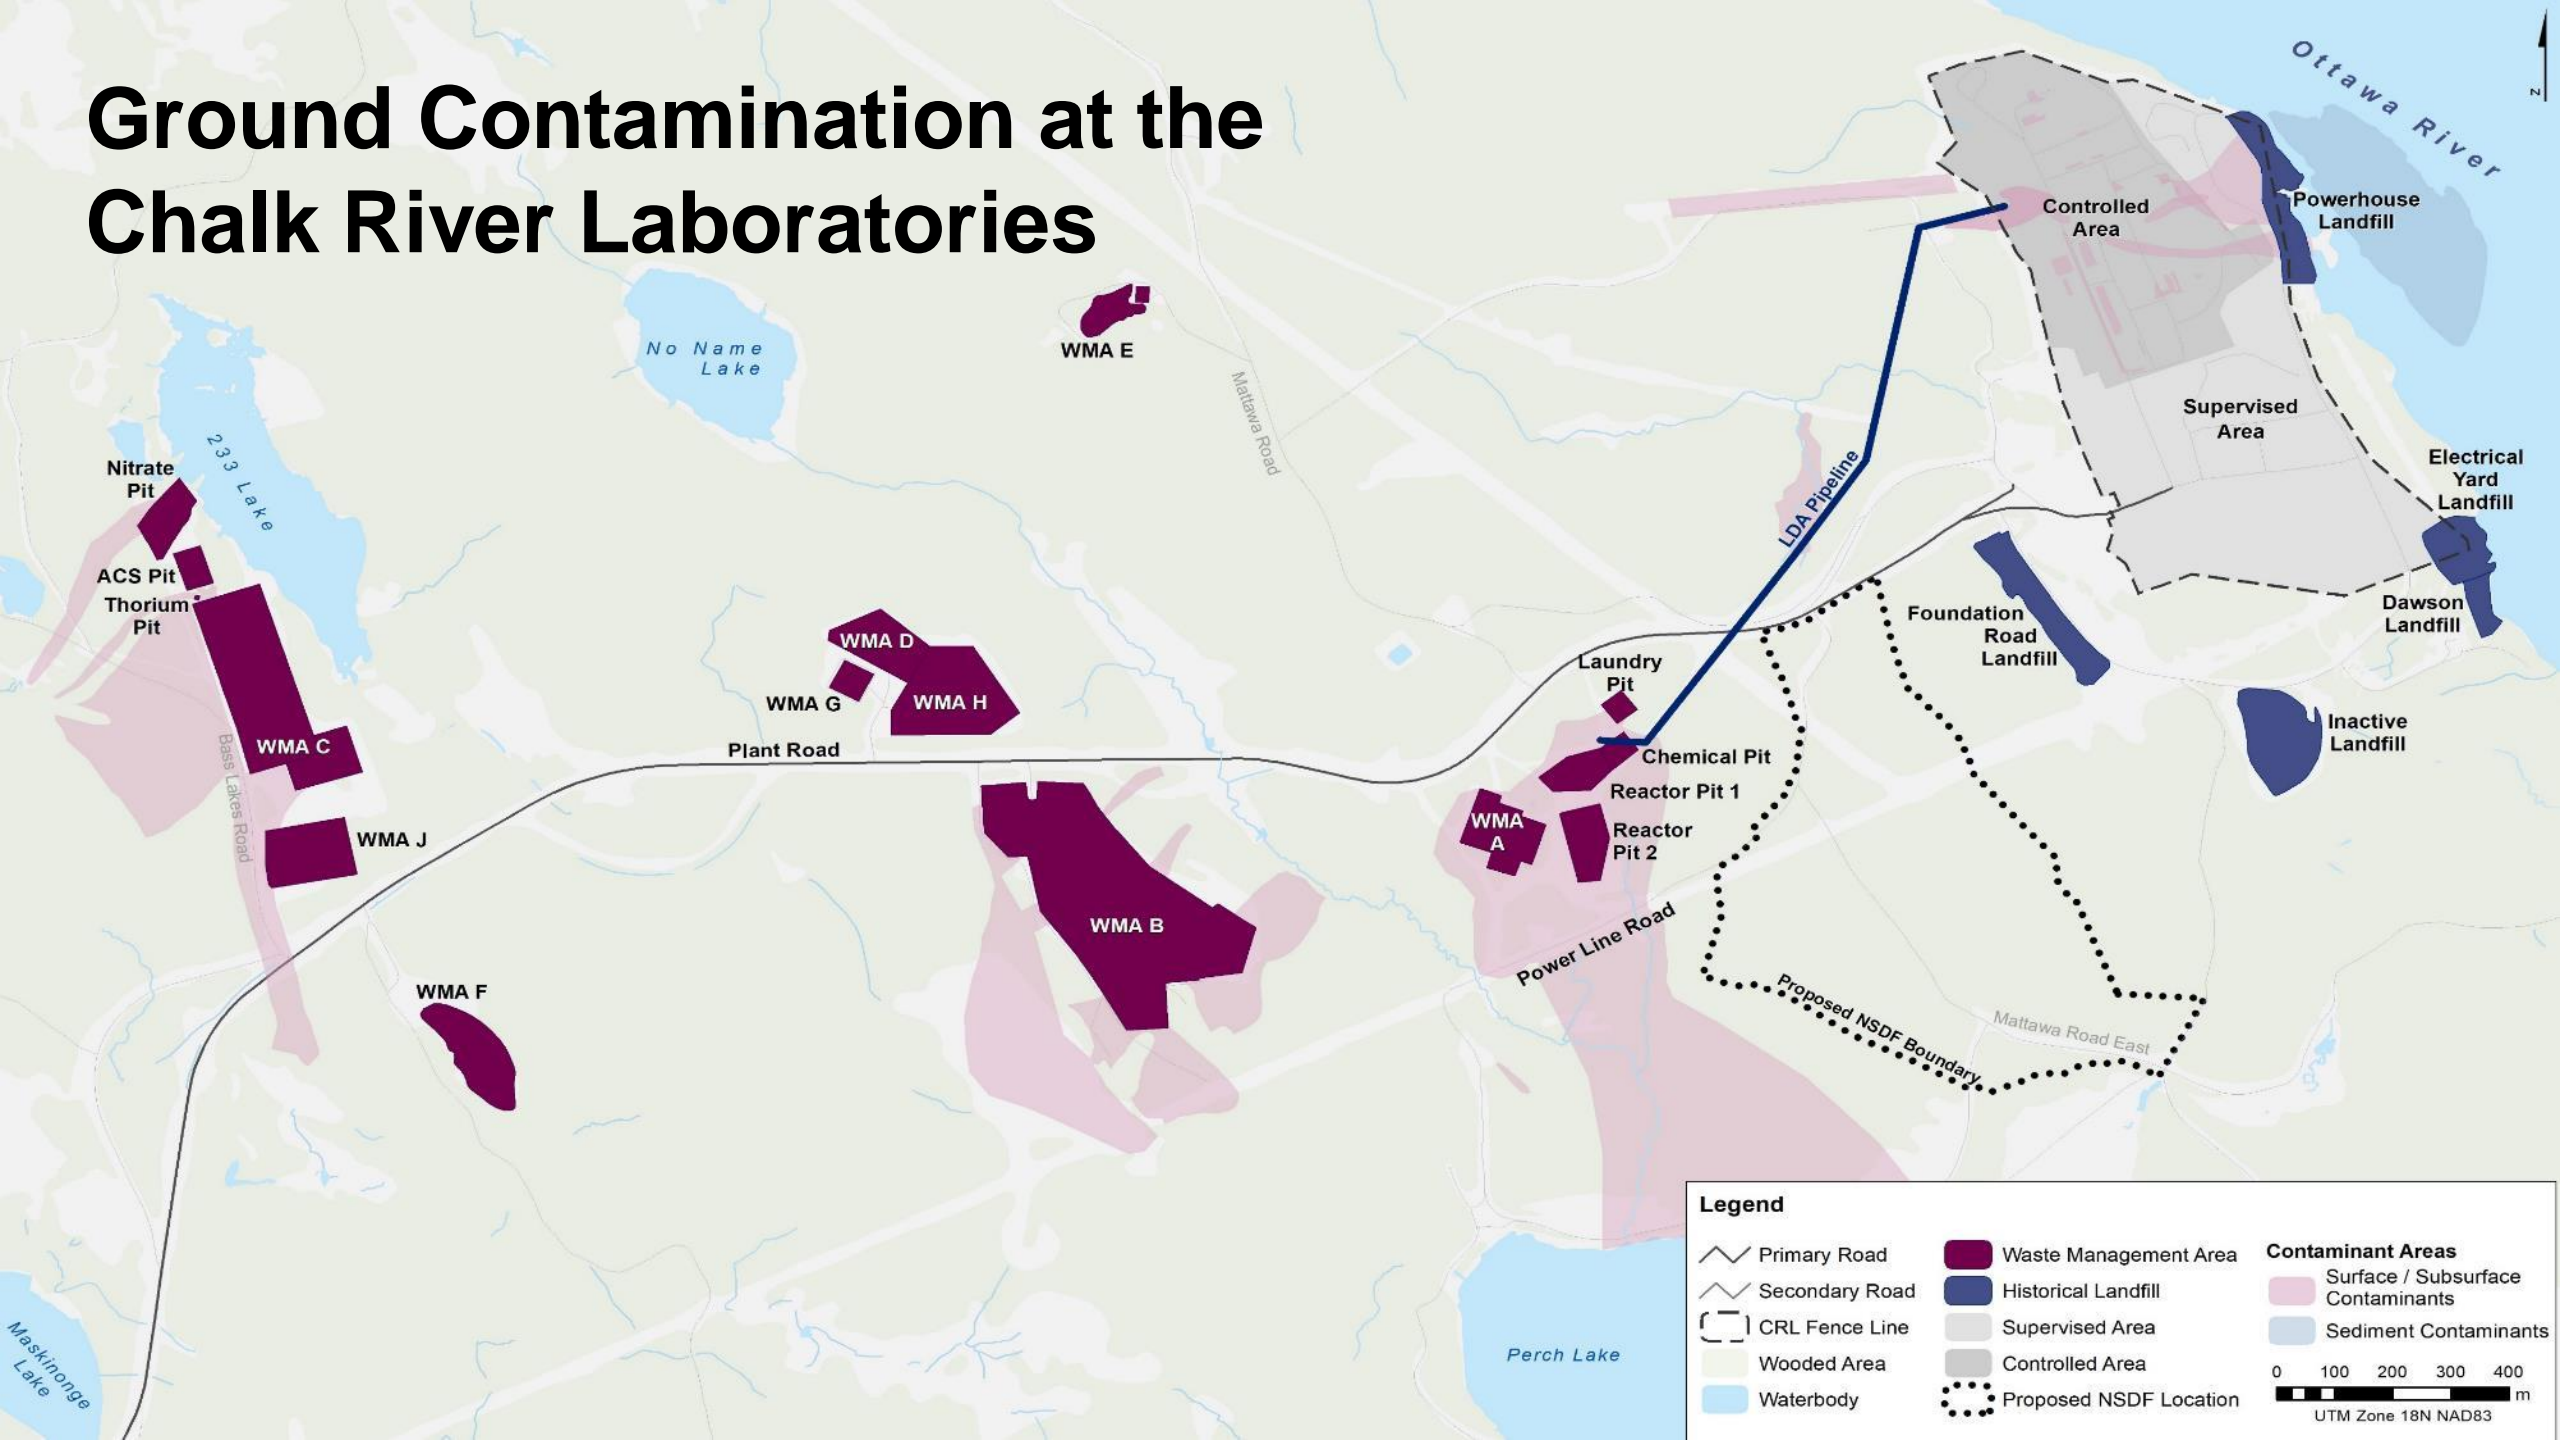 Ground Contamination at the
Chalk River Laboratories
Ottawa River
N
Controlled
Area
Powerhouse
Landfill
No Name
Lake
WMA E
Mattawa Road
Supervised
Area
233 Lake
Nitrate
Pit
Electrical
Yard
Landfill
LDA Pipeline
ACS Pit
Thorium
Pit
Dawson
Landfill
Foundation
Road
Landfill
WMA D
WMA G
WMA H
Laundry
Pit
Inactive
Landfill
Bass Lakes Road
WMA C
Plant Road
Chemical Pit
Reactor Pit 1
WMA
A
Reactor
Pit 2
WMA J
WMA B
Power Line Road
WMA F
Proposed NSDF Boundary
Mattawa Road East
Maskinonge
Lake
Perch Lake
Legend
Primary Road
Secondary Road
CRL Fence Line
Wooded Area
Waterbody
Waste Management Area
Historical Landfill
Supervised Area
Controlled Area
Proposed NSDF Location
Contaminant Areas
Surface / Subsurface
Contaminants
Sediment Contaminants
0 100 200 300 400
m
UTM Zone 18N NAD83